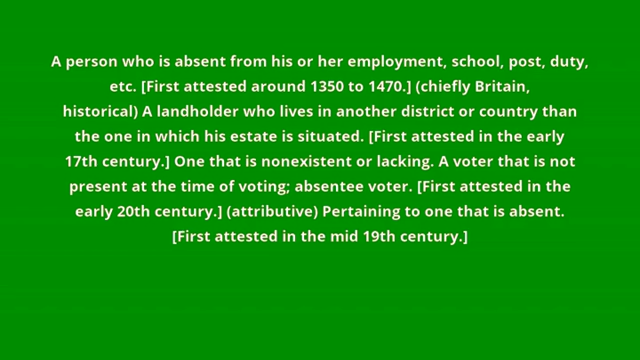 A person who is absent from his or her employment, school, post, duty,
etc. [First attested around 1350 to 1470.] (chiefly Britain,
historical) A landholder who lives in another district or country than
the one in which his estate is situated. [First attested in the early
17th century.] One that is nonexistent or lacking. A voter that is not
present at the time of voting; absentee voter. [First attested in the
early 20th century.] (attributive) Pertaining to one that is absent.
[First attested in the mid 19th century.]